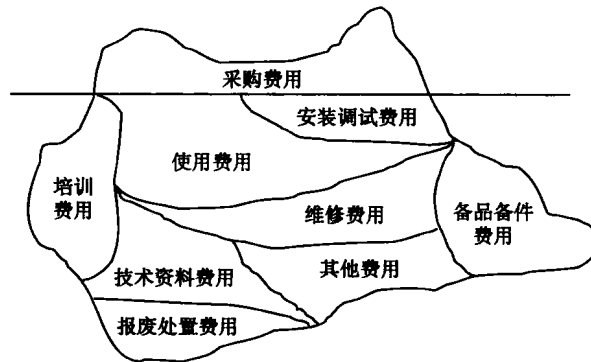 采购费用
安装调试费用
使用费用
培训
费用
维修费用
备品备件
费用
技术资料费用
其他费用
报废处置费用